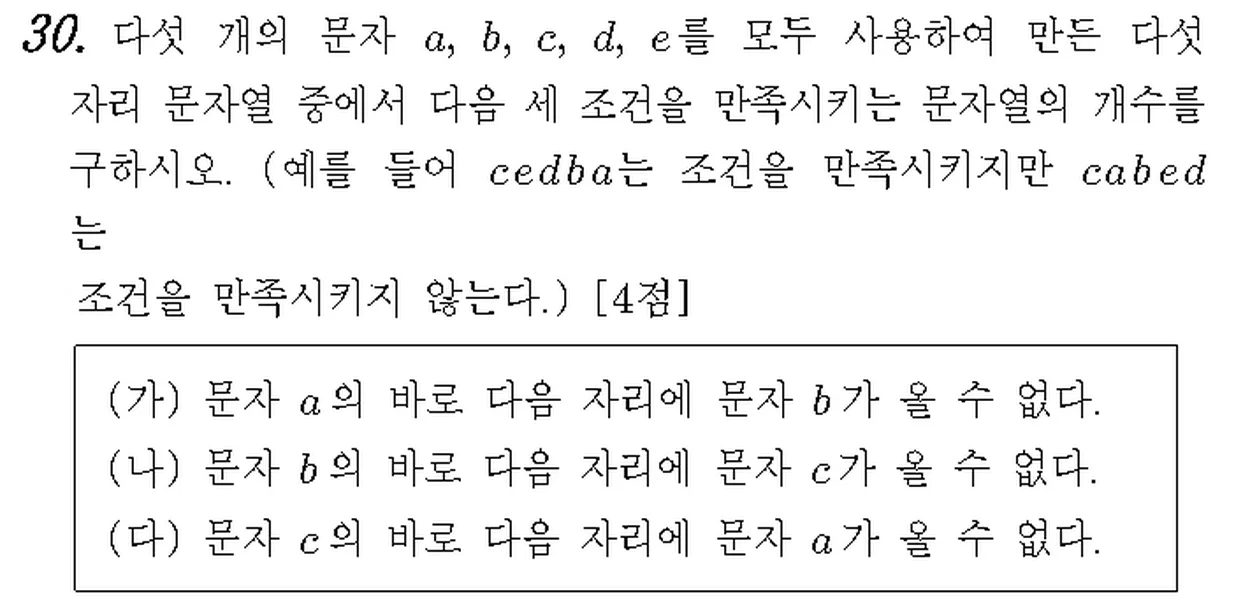 30. 다섯 개의 문자 a, b, c, d, e를 모두 사용하여 만든 다섯
자리 문자열 중에서 다음 세 조건을 만족시키는 문자열의 개수를
구하시오. (예를 들어 cedba는 조건을 만족시키지만 cabed
는
조건을 만족시키지 않는다.) [4점]
(가) 문자 a의 바로 다음 자리에 문자 b가 올 수 없다.
(나) 문자 b의 바로 다음 자리에 문자 c가 올 수 없다.
(다) 문자 c의 바로 다음 자리에 문자 a가 올 수 없다.